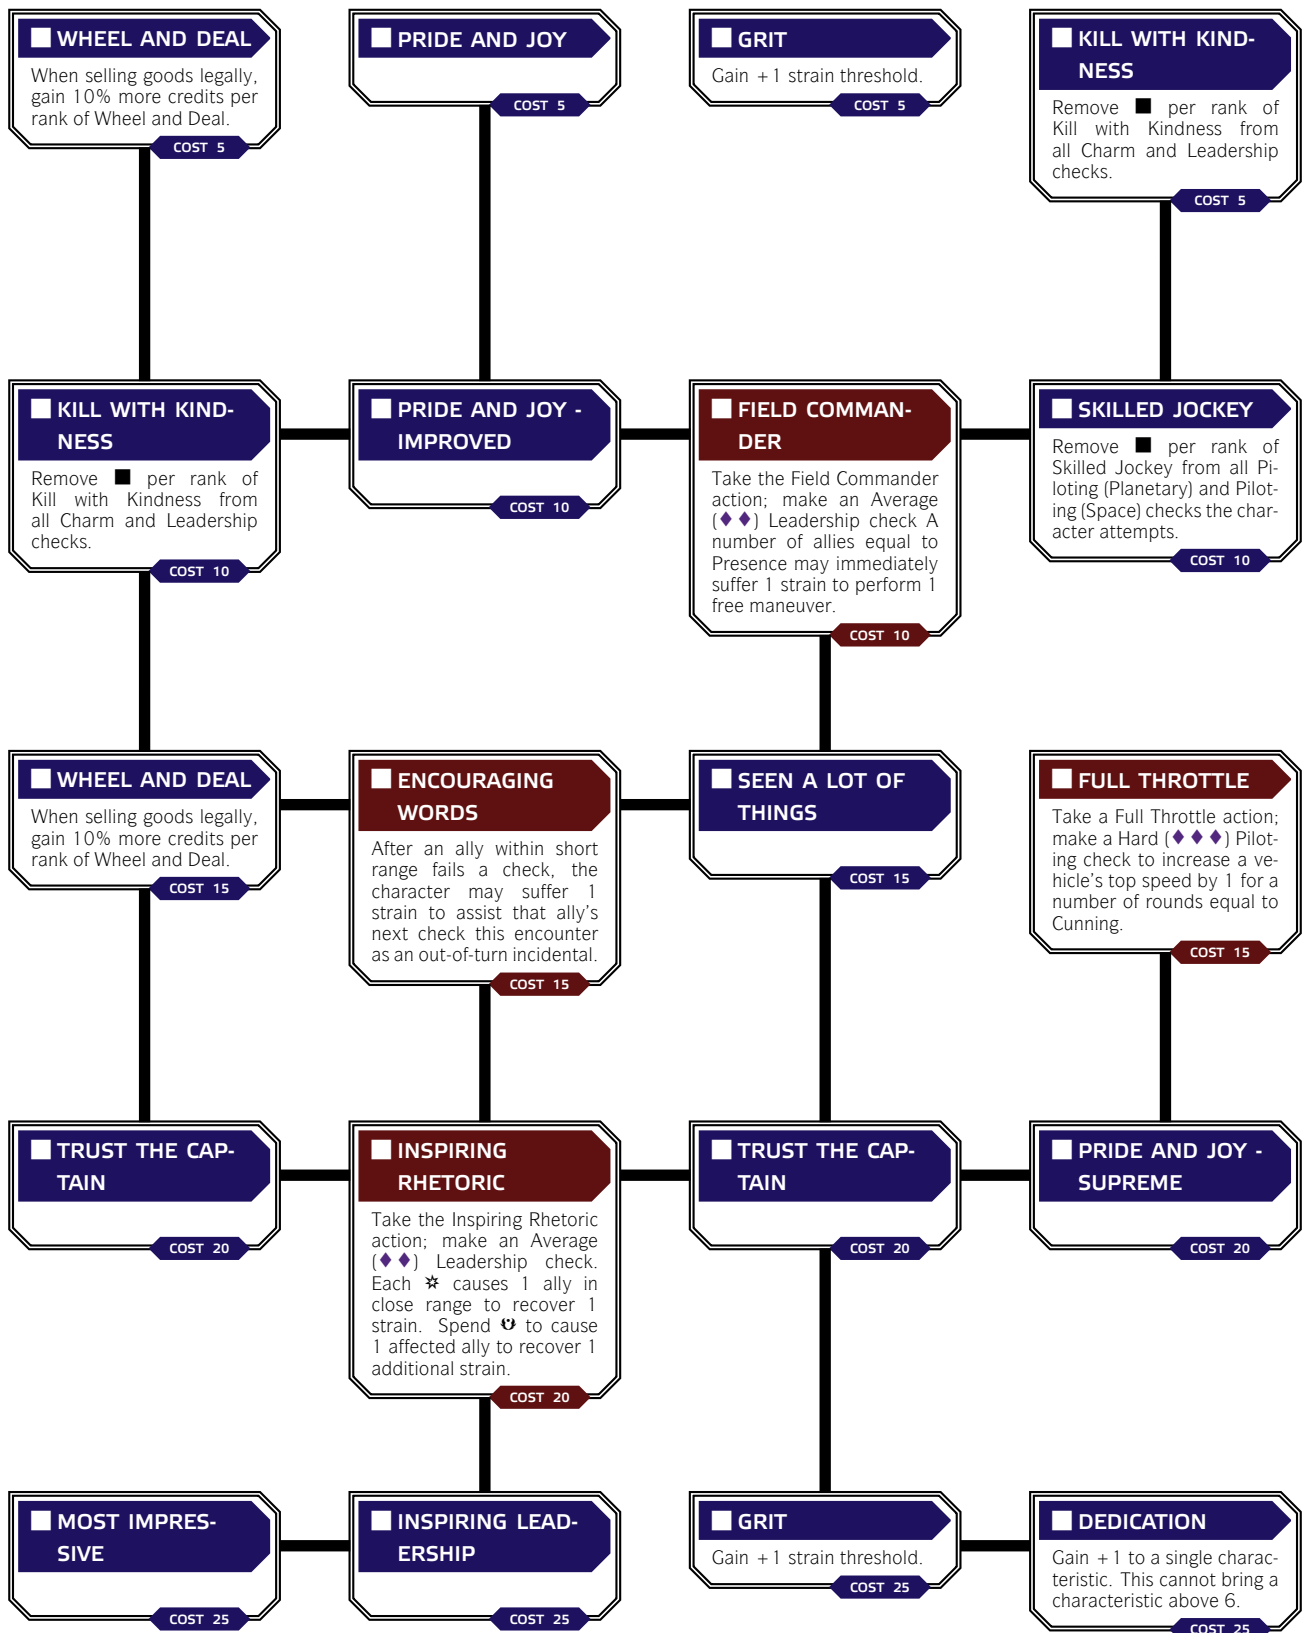 WHEEL AND DEAL
When selling goods legally,
gain 10% more credits per
rank of Wheel and Deal.
COST 5
PRIDE AND JOY
COST 5
GRIT
Gain +1 strain threshold.
COST 5
KILL WITH KIND-
NESS
Remove ■ per rank of
Kill with Kindness from
all Charm and Leadership
checks.
COST 5
KILL WITH KIND-
NESS
Remove ■ per rank of
Kill with Kindness from
all Charm and Leadership
checks.
COST 10
PRIDE AND JOY -
IMPROVED
COST 10
FIELD COMMAN-
DER
Take the Field Commander
action; make an Average
(♦♦) Leadership check A
number of allies equal to
Presence may immediately
suffer 1 strain to perform 1
free maneuver.
COST 10
SKILLED JOCKEY
Remove ■ per rank of
Skilled Jockey from all Pi-
loting (Planetary) and Pilot-
ing (Space) checks the char-
acter attempts.
COST 10
WHEEL AND DEAL
When selling goods legally,
gain 10% more credits per
rank of Wheel and Deal.
COST 15
ENCOURAGING
WORDS
After an ally within short
range fails a check, the
character may suffer 1
strain to assist that ally's
next check this encounter
as an out-of-turn incidental.
COST 15
SEEN A LOT OF
THINGS
COST 15
FULL THROTTLE
Take a Full Throttle action;
make a Hard (♦♦♦) Pilot-
ing check to increase a ve-
hicle's top speed by 1 for a
number of rounds equal to
Cunning.
COST 15
TRUST THE CAP-
TAIN
COST 20
INSPIRING
RHETORIC
Take the Inspiring Rhetoric
action; make an Average
(♦♦) Leadership check.
Each causes 1 ally in
close range to recover 1
strain. Spend to cause
1 affected ally to recover 1
additional strain.
COST 20
TRUST THE CAP-
TAIN
COST 20
PRIDE AND JOY -
SUPREME
COST 20
MOST IMPRES-
SIVE
COST 25
INSPIRING LEAD-
ERSHIP
COST 25
GRIT
Gain +1 strain threshold.
COST 25
DEDICATION
Gain +1 to a single charac-
teristic. This cannot bring a
characteristic above 6.
COST 25